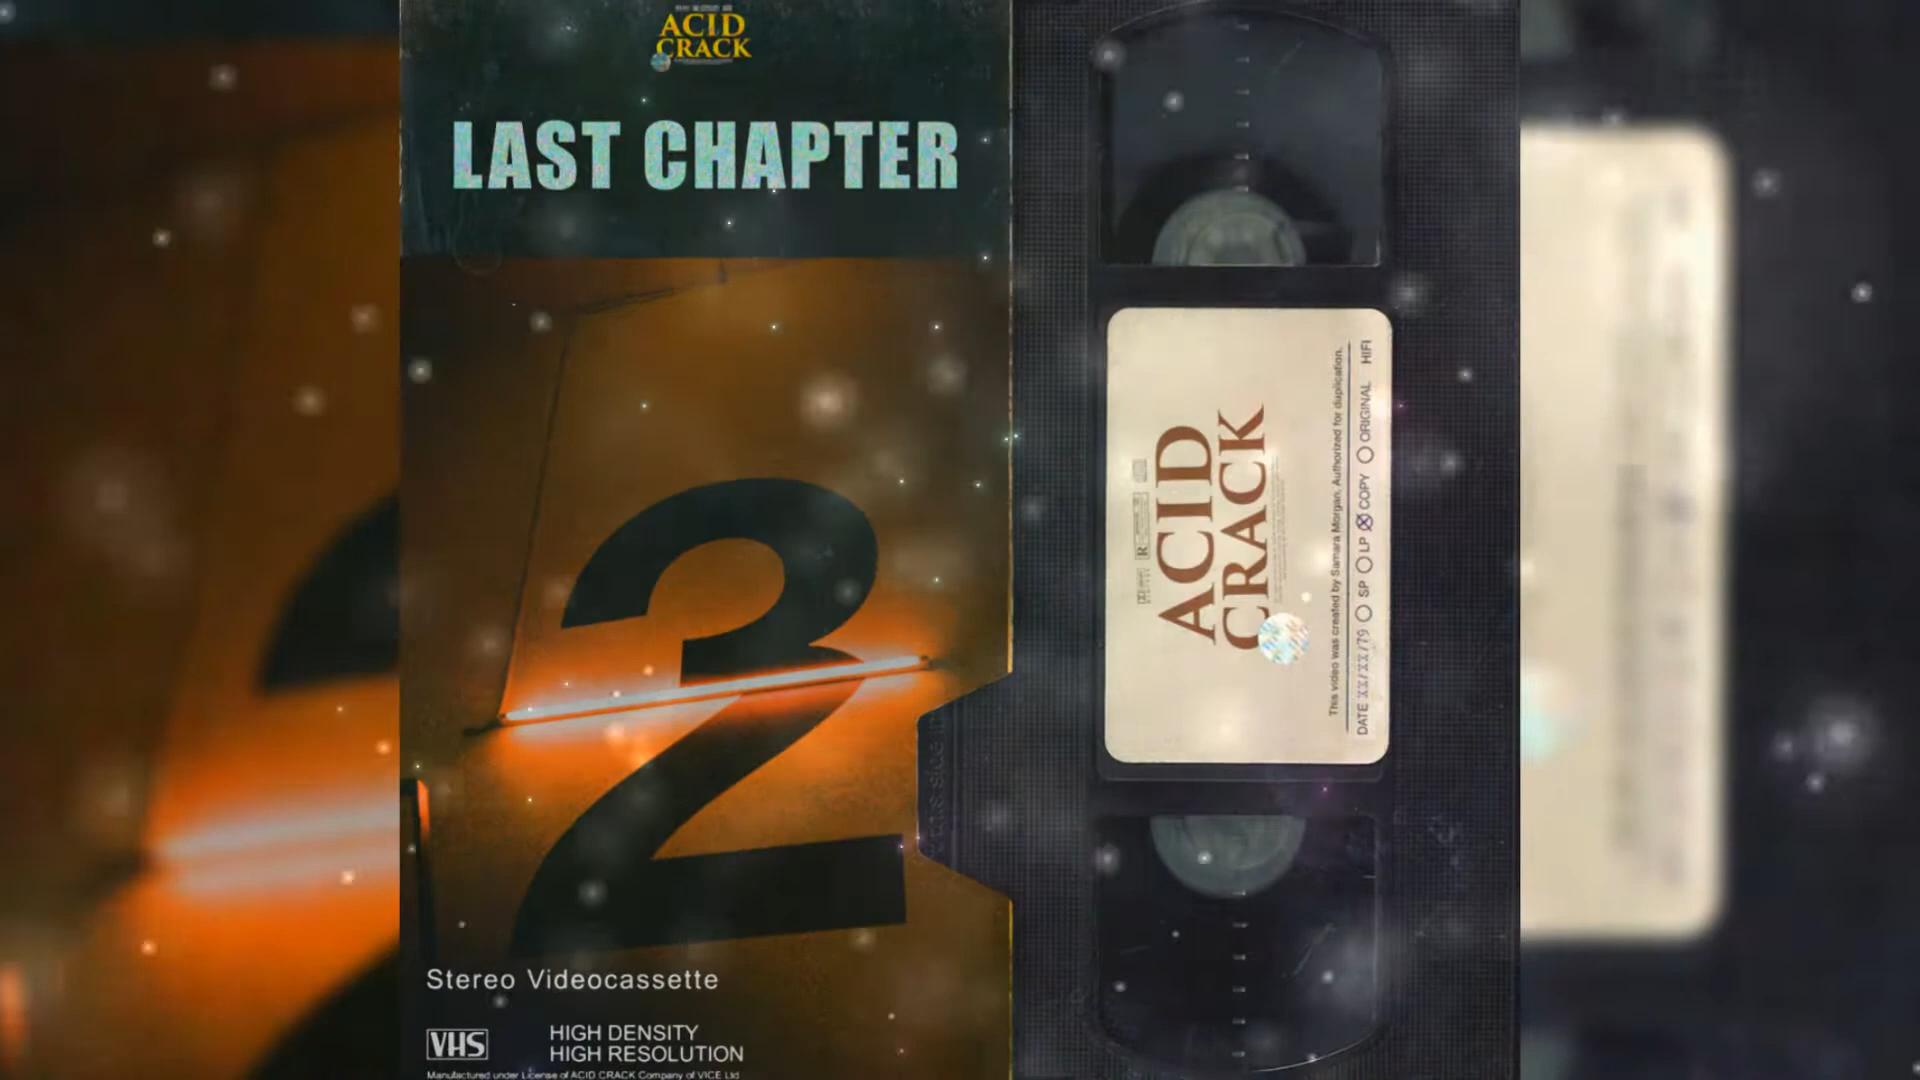 ACID
CRACK
LAST CHAPTER
2
Stereo Videocassette
VHS
HIGH DENSITY
HIGH RESOLUTION
Manufactured under License of ACID CRACK Company of VICE Ltd
R
ACID
CRACK
This video was created by Samara Morgan. Authorized for duplication.
DATE XX/XX/79 SP LP COPY ORIGINAL HIFI